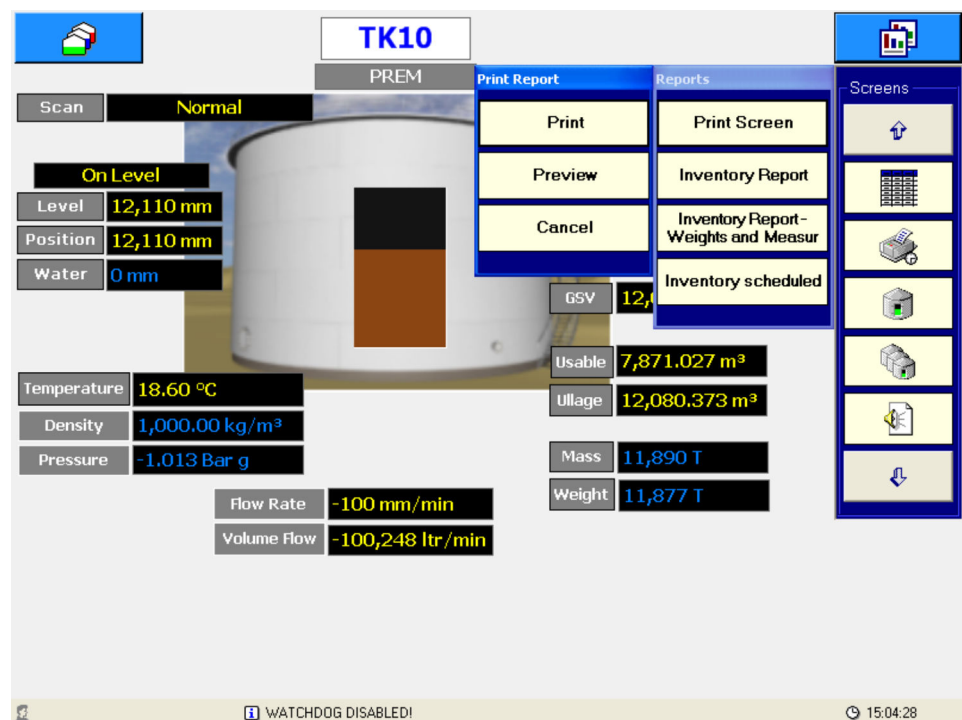 TK10
PREM
Print Report
Reports
Screens
Scan
Normal
Print
Print Screen
On Level
Preview
Inventory Report
Level
12,110 mm
Cancel
Inventory Report-
Weights and Measur
Position
12,110 mm
Water
0 mm
Inventory scheduled
GSV
Usable
7,871.027 m³
Temperature
18.60 ºC
Ullage
12,080.373 m³
Density
1,000.00 kg/m³
Pressure
-1.013 Bar g
Mass
11,890 T
Weight
11,877 T
Flow Rate
-100 mm/min
Volume Flow
-100,248 ltr/min
WATCHDOG DISABLED!
15:04:28